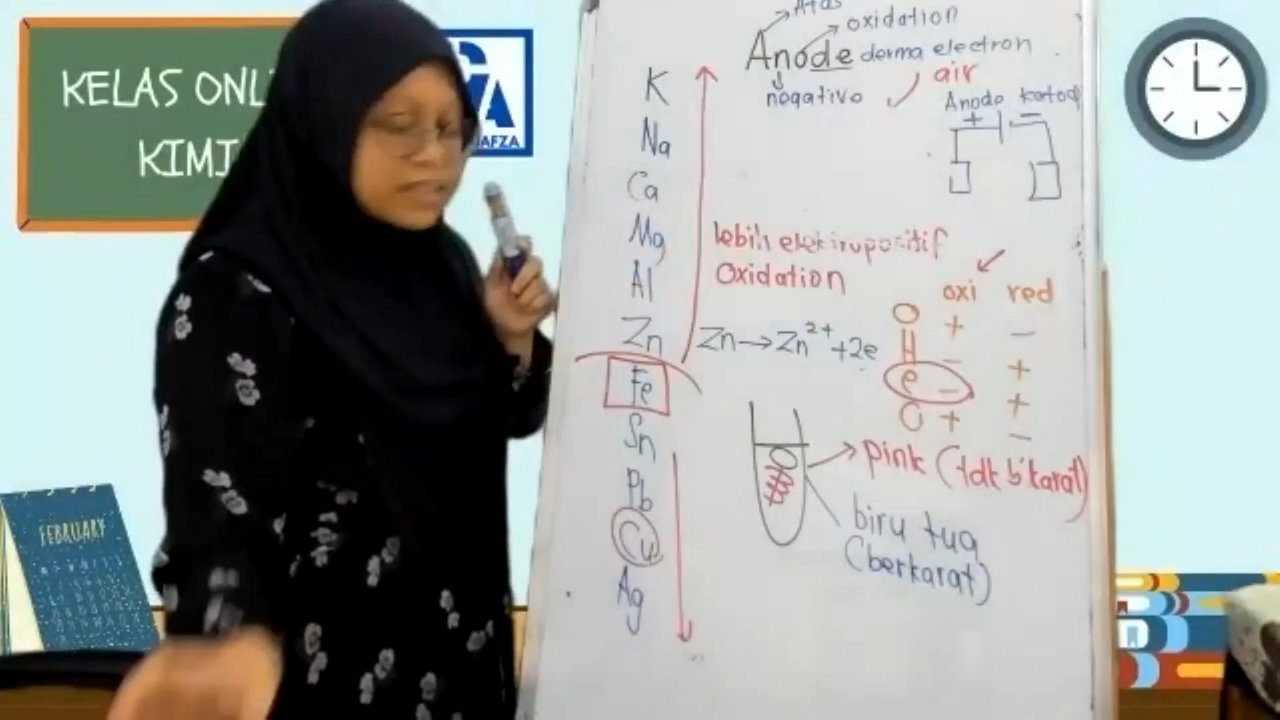 KELAS ONL
KIMI
AFZA
FEBRUARY
Atas
oxidation
Anode derma electron
negative
air
Anode katod
+ -
K
Na
Ca
Mg
Al
Zn
Fe
Sn
Pb
Cu
Ag
lebih elektropositif
Oxidation
Zn → Zn²⁺ + 2e
oxi red
O + -
H - +
e - +
O + -
pink (tdk b'karat)
biru tua
(berkarat)